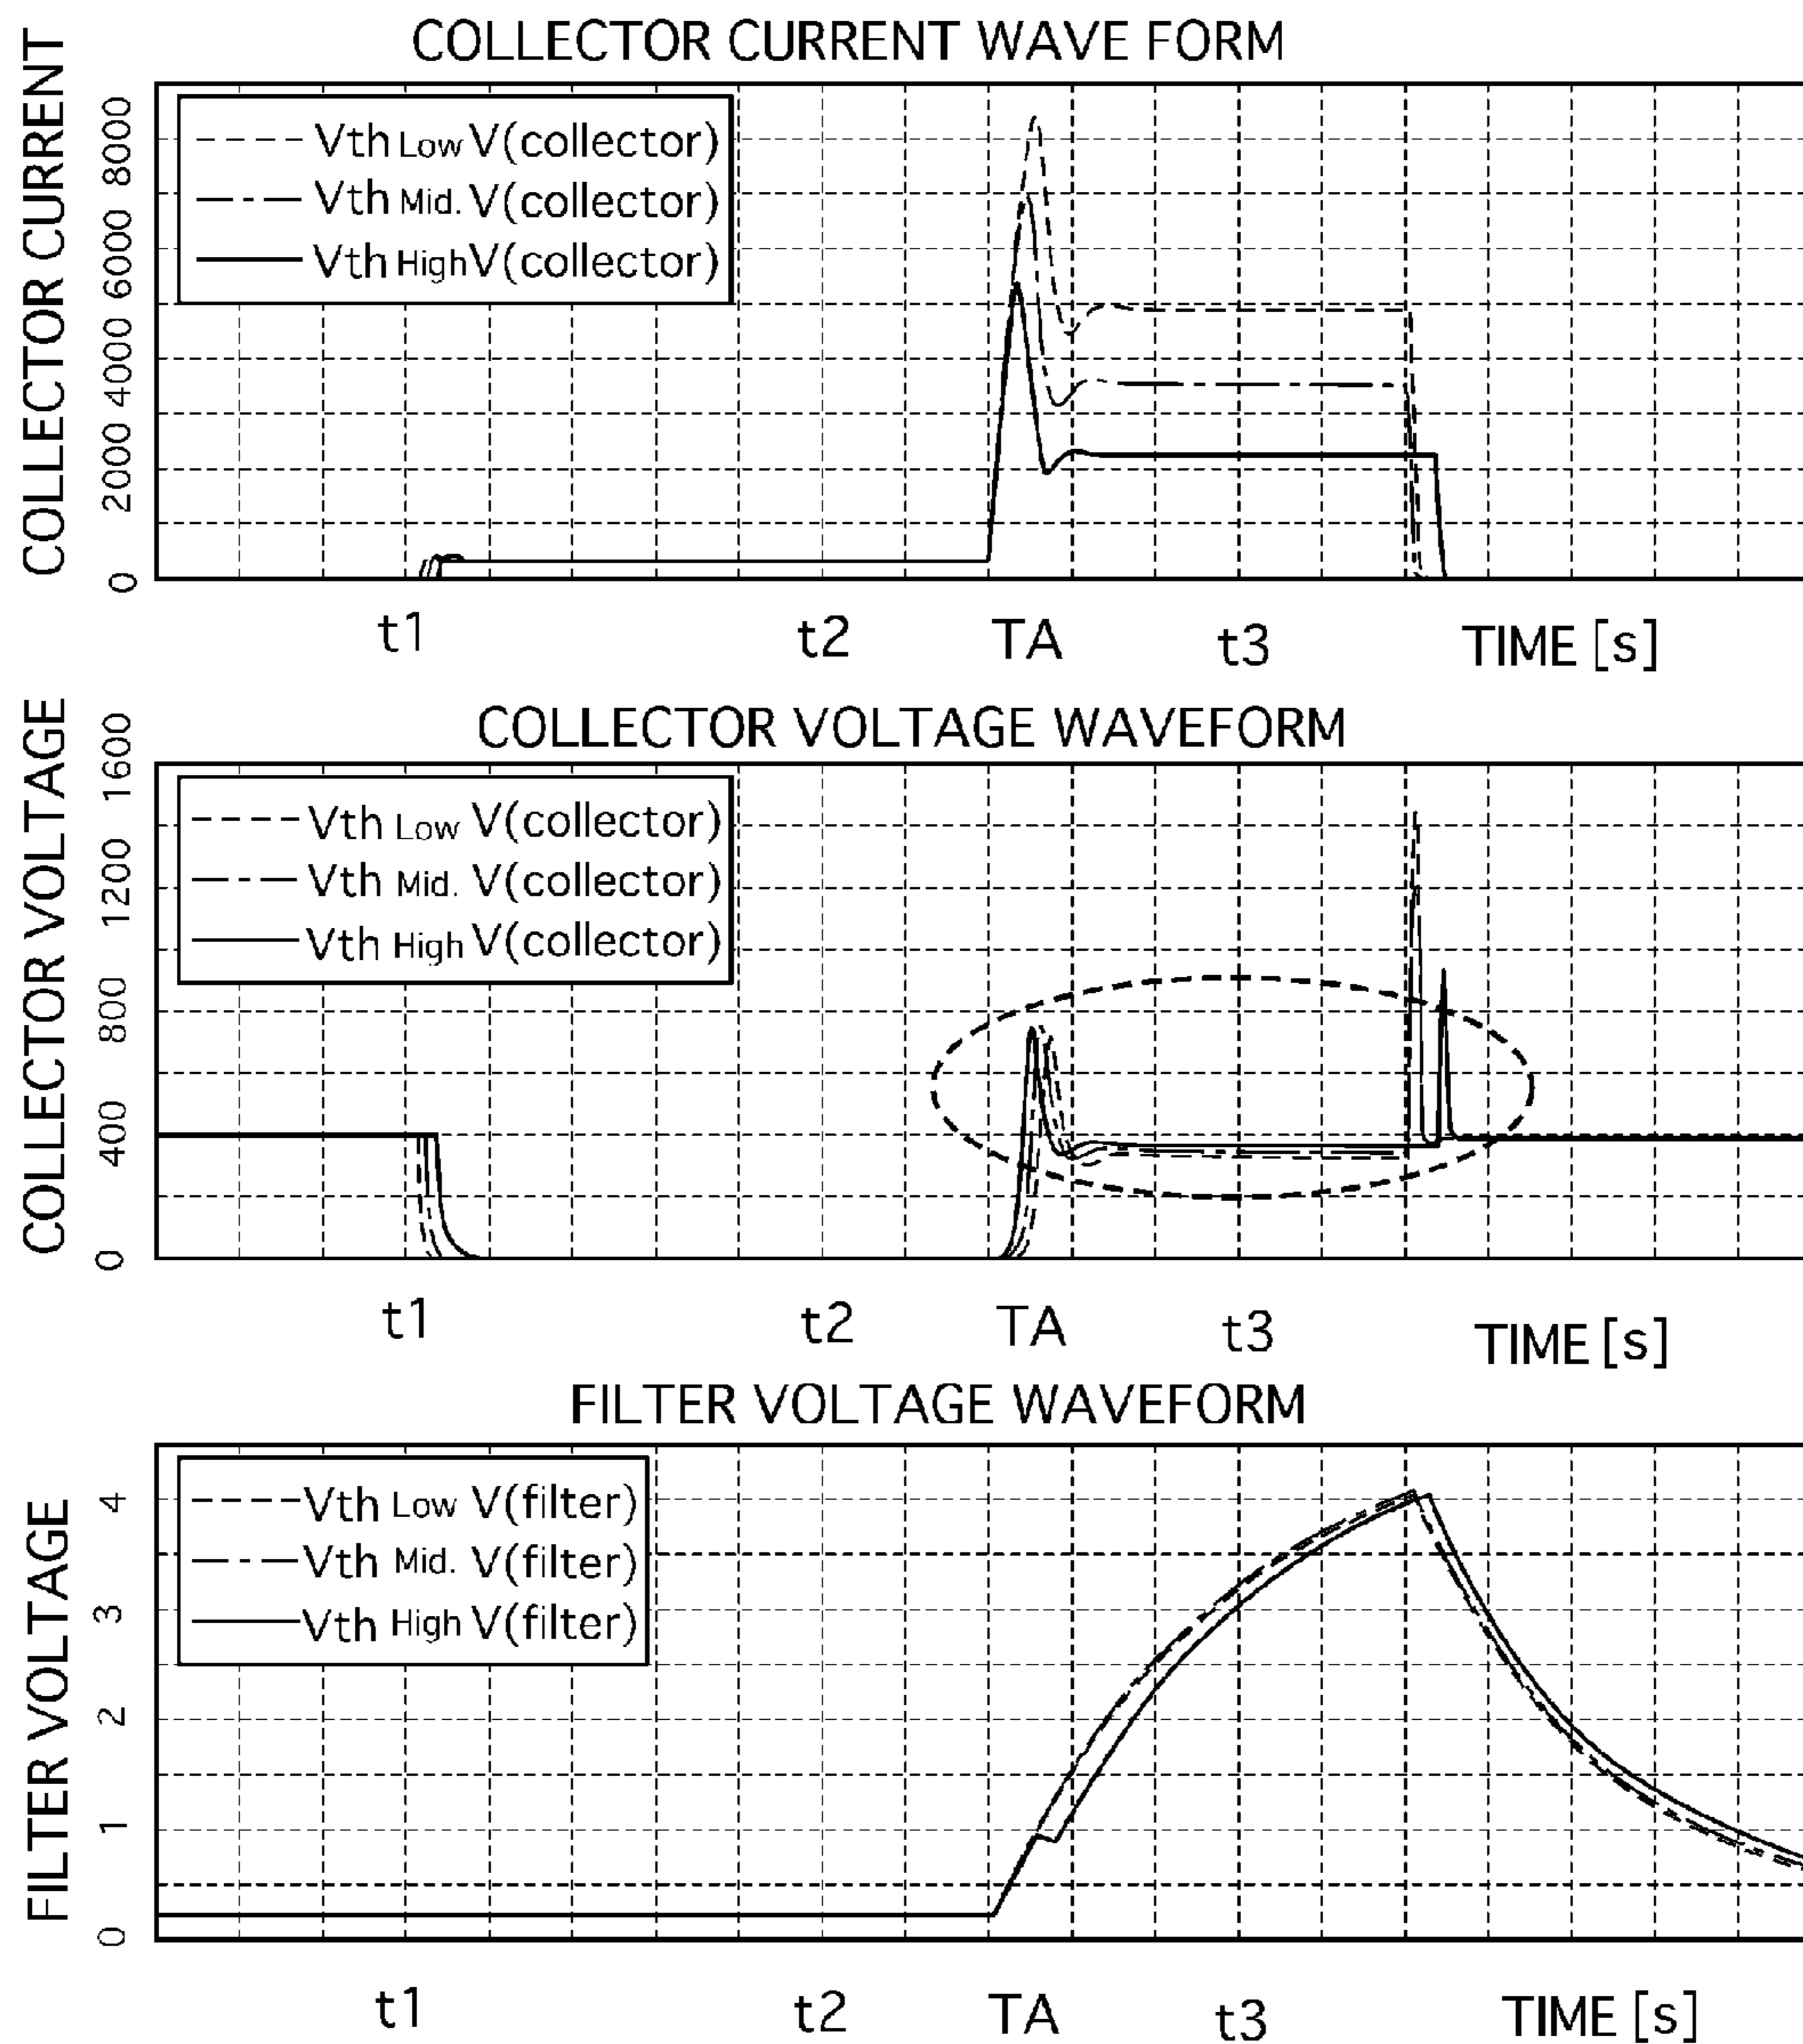 COLLECTOR CURRENT WAVE FORM
COLLECTOR CURRENT
8000
6000
4000
2000
0
Vth Low V(collector)
Vth Mid. V(collector)
Vth High V(collector)
t1 t2 TA t3 TIME [s]
COLLECTOR VOLTAGE WAVEFORM
COLLECTOR VOLTAGE
1600
1200
800
400
0
Vth Low V(collector)
Vth Mid. V(collector)
Vth High V(collector)
t1 t2 TA t3 TIME [s]
FILTER VOLTAGE WAVEFORM
FILTER VOLTAGE
4
3
2
1
0
Vth Low V(filter)
Vth Mid. V(filter)
Vth High V(filter)
t1 t2 TA t3 TIME [s]